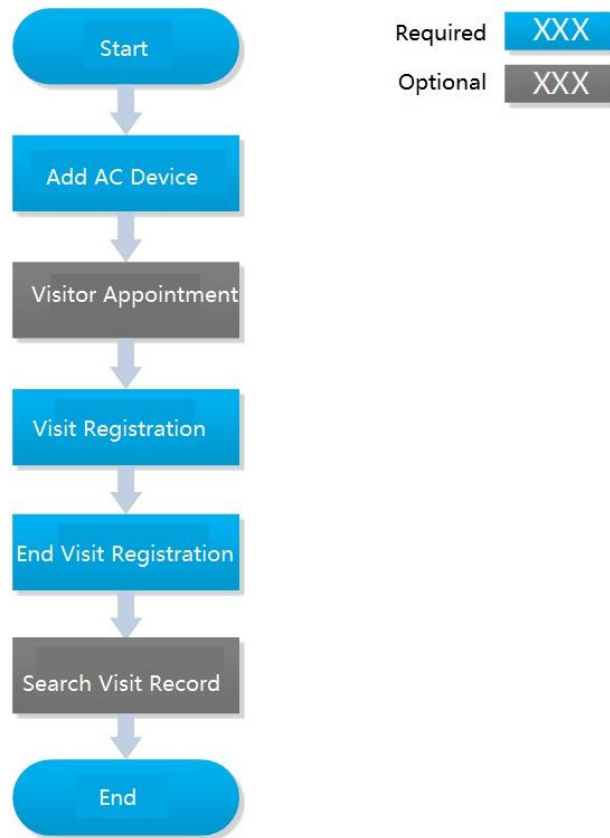 Start
Required XXX
Optional XXX
Add AC Device
Visitor Appointment
Visit Registration
End Visit Registration
Search Visit Record
End